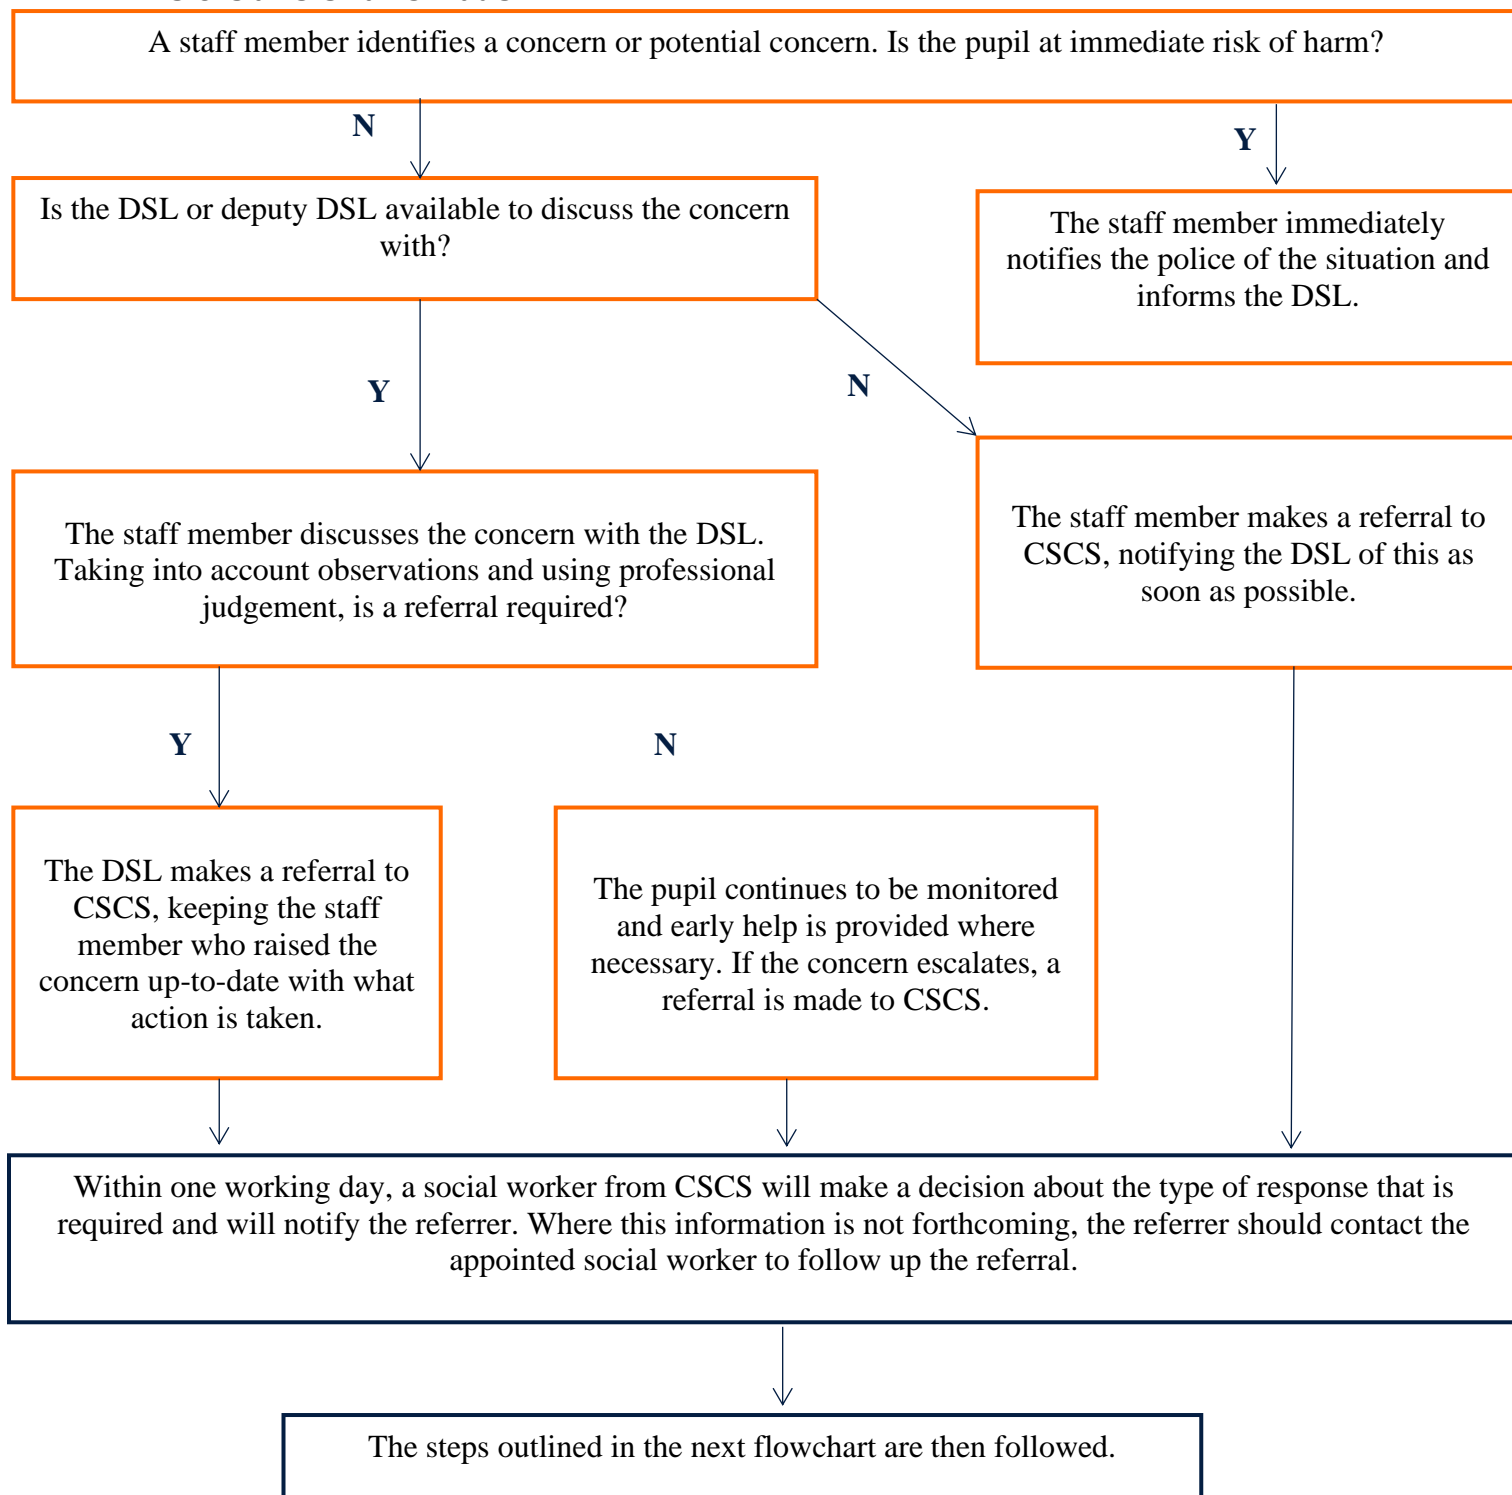 A staff member identifies a concern or potential concern. Is the pupil at immediate risk of harm?
N
Y
Is the DSL or deputy DSL available to discuss the concern
with?
The staff member immediately
notifies the police of the situation and
informs the DSL.
Y
N
The staff member discusses the concern with the DSL.
Taking into account observations and using professional
judgement, is a referral required?
The staff member makes a referral to
CSCS, notifying the DSL of this as
soon as possible.
Y
N
The DSL makes a referral to
CSCS, keeping the staff
member who raised the
concern up-to-date with what
action is taken.
The pupil continues to be monitored
and early help is provided where
necessary. If the concern escalates, a
referral is made to CSCS.
Within one working day, a social worker from CSCS will make a decision about the type of response that is
required and will notify the referrer. Where this information is not forthcoming, the referrer should contact the
appointed social worker to follow up the referral.
The steps outlined in the next flowchart are then followed.